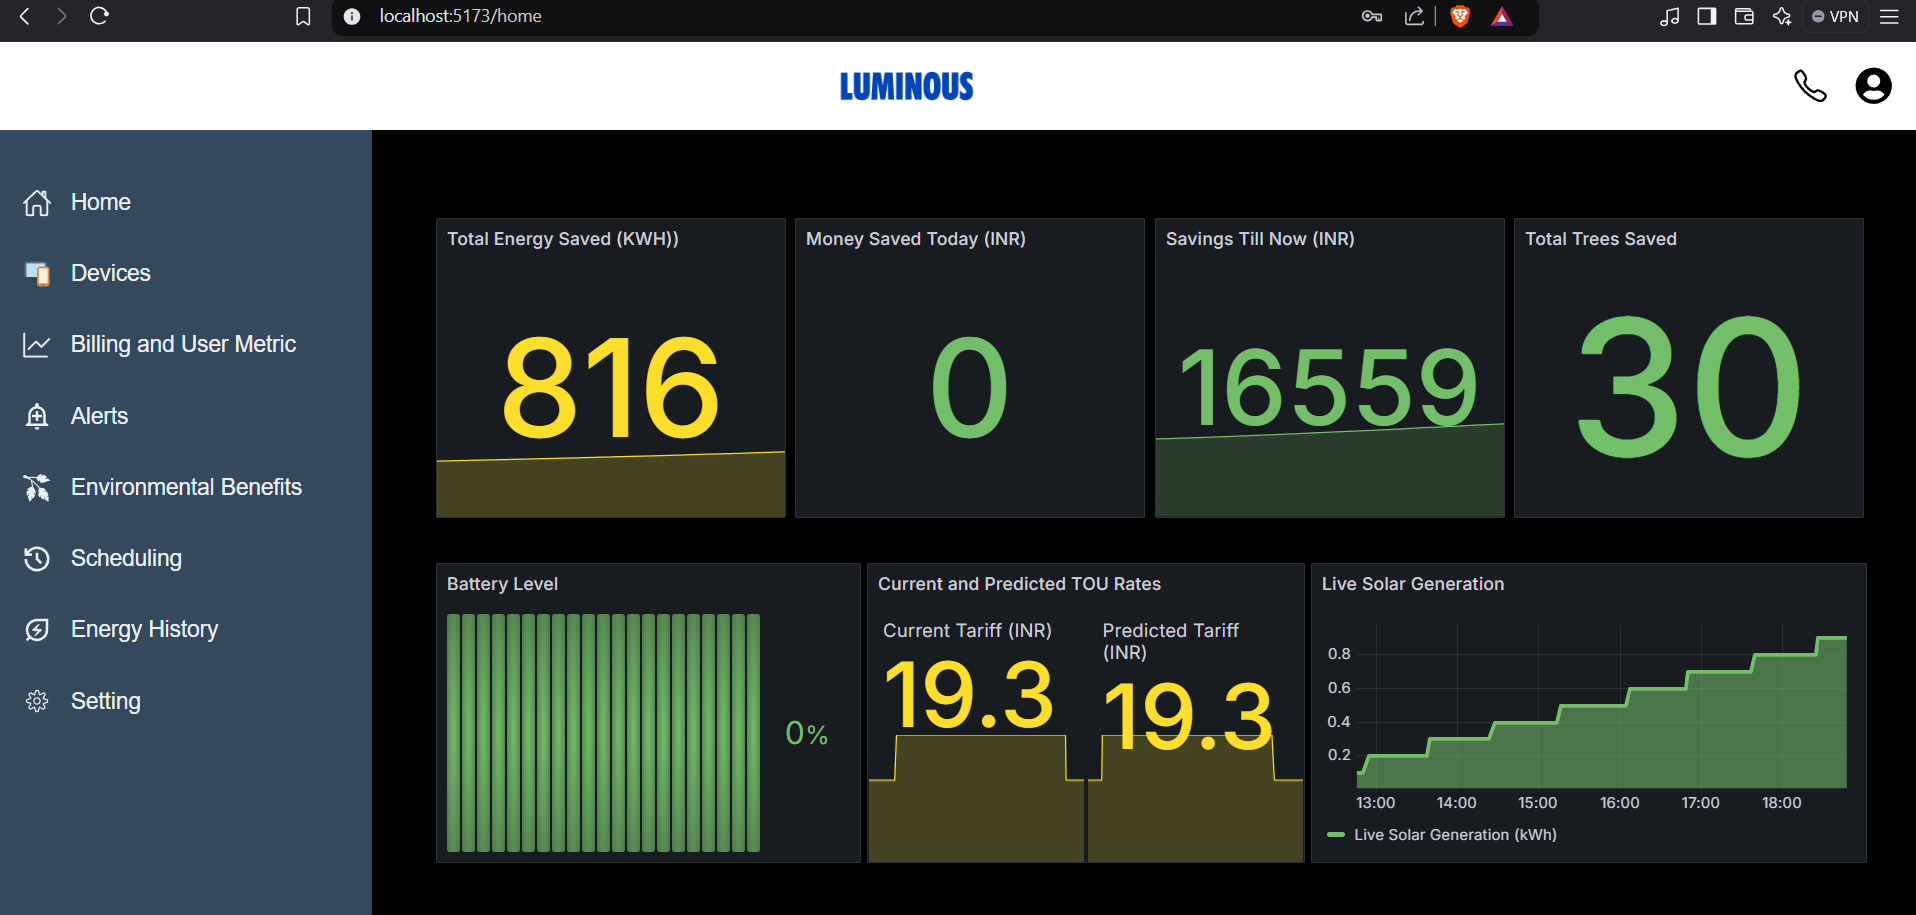 localhost:5173/home
VPN
LUMINOUS
Home
Devices
Billing and User Metric
Alerts
Environmental Benefits
Scheduling
Energy History
Setting
Total Energy Saved (KWH))
816
Money Saved Today (INR)
0
Savings Till Now (INR)
16559
Total Trees Saved
30
Battery Level
0%
Current and Predicted TOU Rates
Current Tariff (INR)
19.3
Predicted Tariff
(INR)
19.3
Live Solar Generation
0.8
0.6
0.4
0.2
13:00 14:00 15:00 16:00 17:00 18:00
Live Solar Generation (kWh)